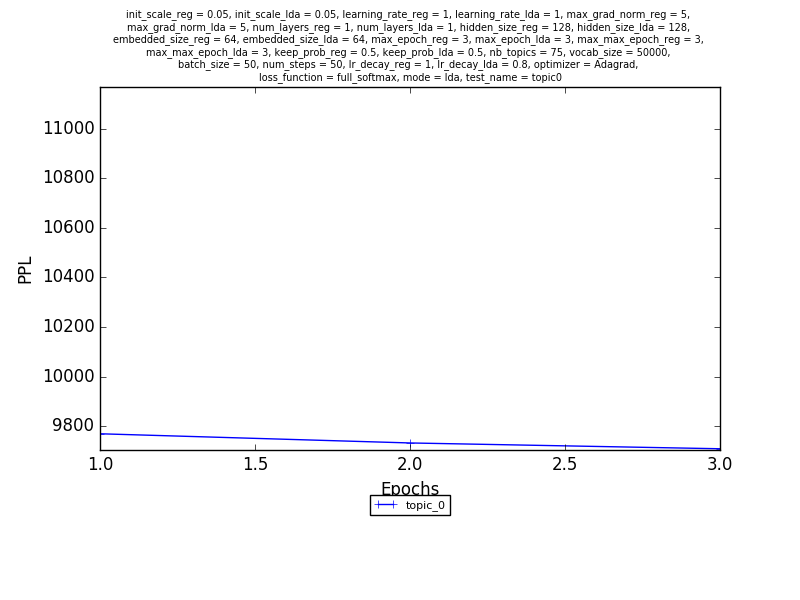 init_scale_reg = 0.05, init_scale_lda = 0.05, learning_rate_reg = 1, learning_rate_lda = 1, max_grad_norm_reg = 5,
max_grad_norm_lda = 5, num_layers_reg = 1, num_layers_lda = 1, hidden_size_reg = 128, hidden_size_lda = 128,
embedded_size_reg = 64, embedded_size_lda = 64, max_epoch_reg = 3, max_epoch_lda = 3, max_max_epoch_reg = 3,
max_max_epoch_lda = 3, keep_prob_reg = 0.5, keep_prob_lda = 0.5, nb_topics = 75, vocab_size = 50000,
batch_size = 50, num_steps = 50, lr_decay_reg = 1, lr_decay_lda = 0.8, optimizer = Adagrad,
loss_function = full_softmax, mode = lda, test_name = topic0
11000
10800
10600
PPL
10400
10200
10000
9800
1.0 1.5 2.0 2.5 3.0
Epochs
topic_0